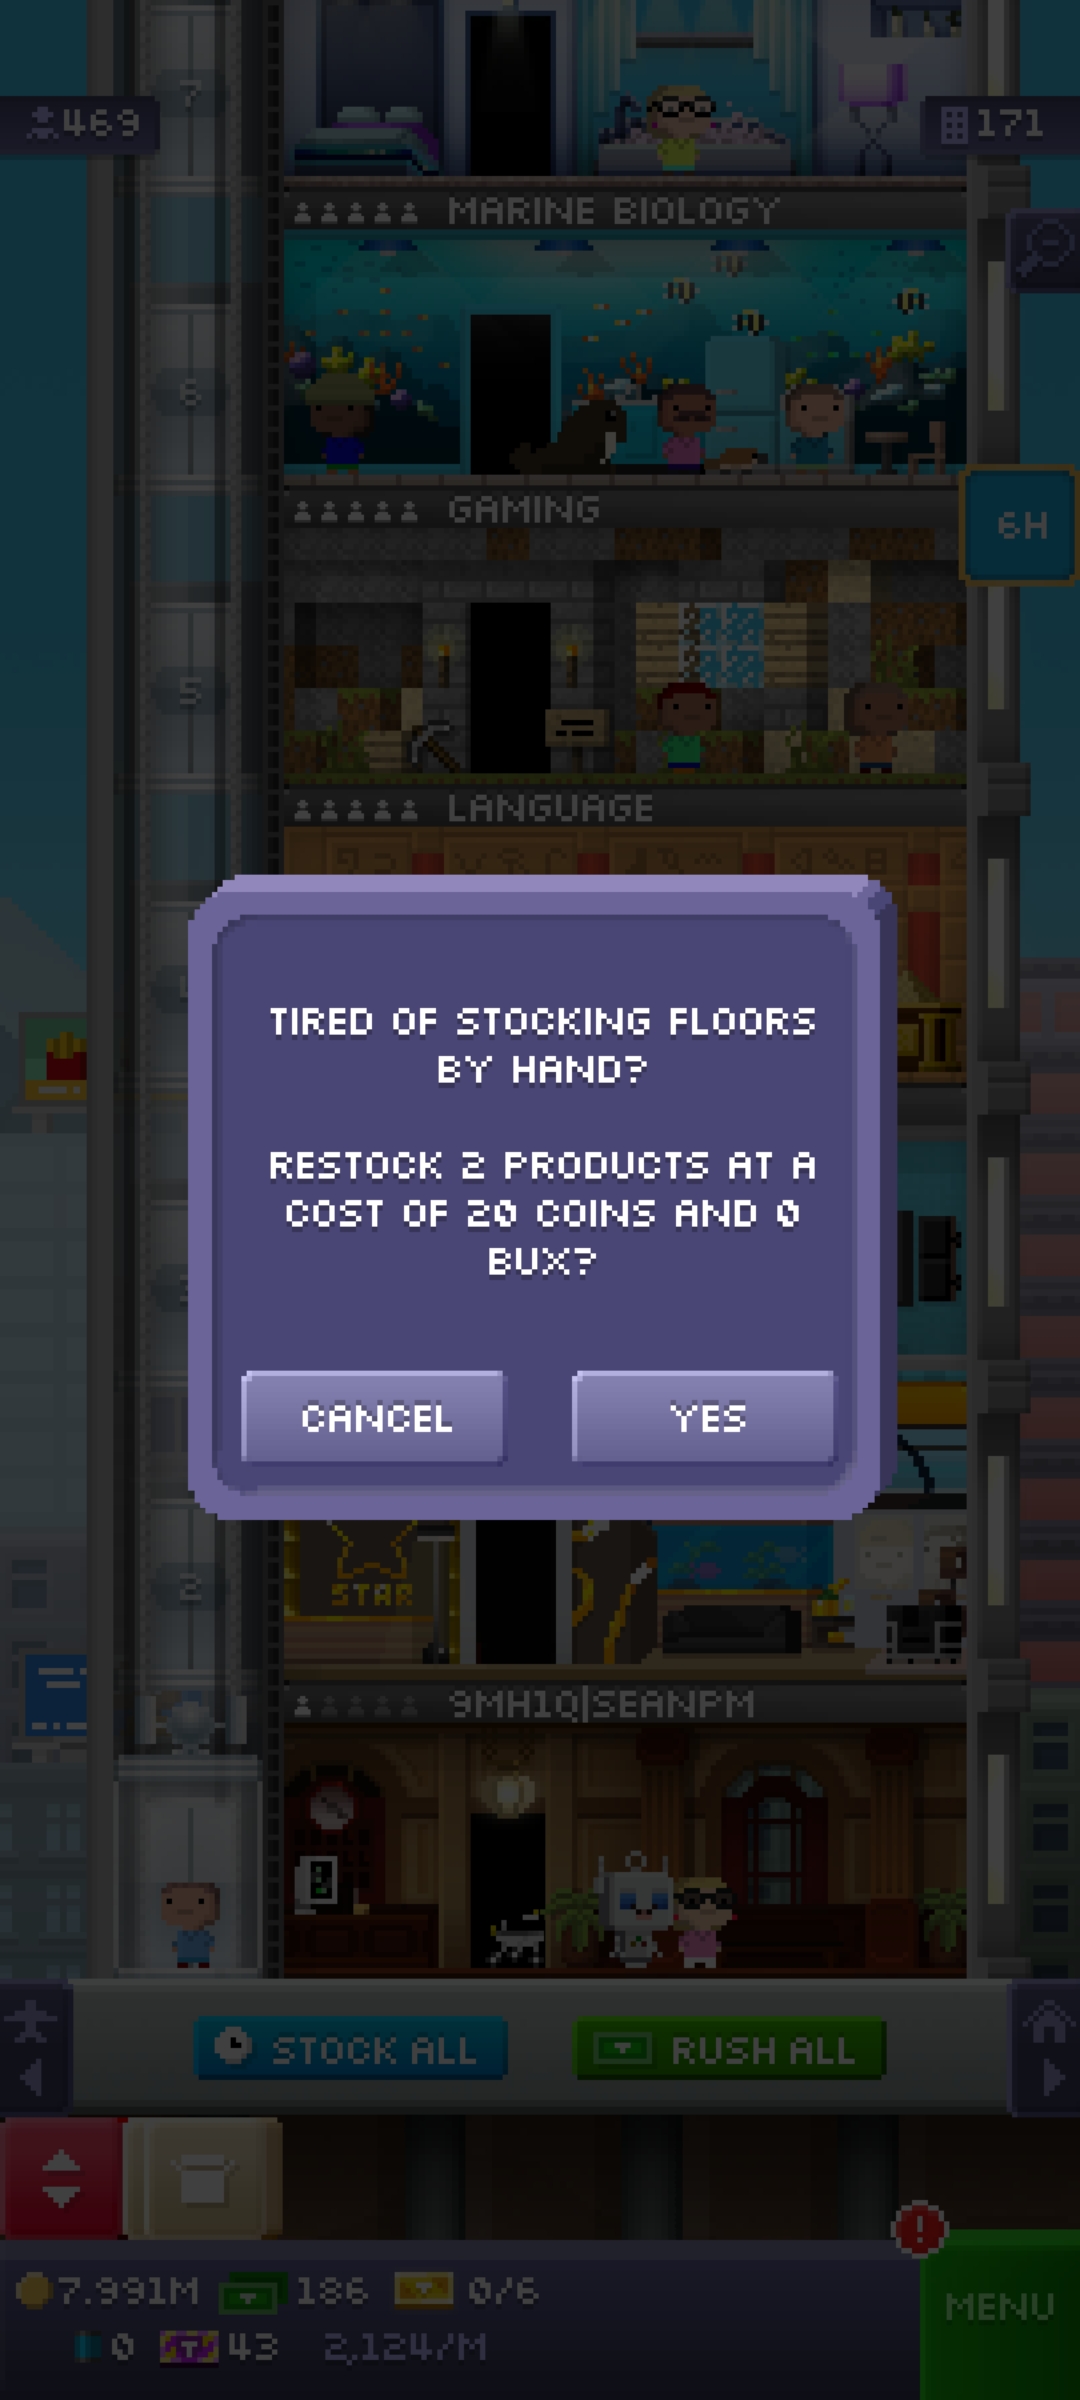 7
469
171
MARINE BIOLOGY
6
GAMING
6H
5
LANGUAGE
TIRED OF STOCKING FLOORS
BY HAND?
RESTOCK 2 PRODUCTS AT A
COST OF 20 COINS AND 0
BUX?
CANCEL
YES
2
STAR
9MH1Q|SEANPM
STOCK ALL
RUSH ALL
7.991M
186
0/6
MENU
0
43
2,124/M